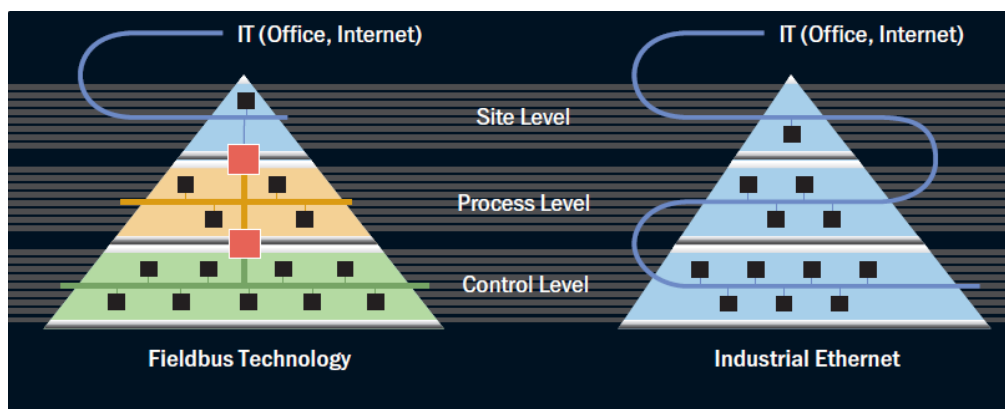 IT (Office, Internet)
IT (Office, Internet)
Site Level
Process Level
Control Level
Fieldbus Technology
Industrial Ethernet